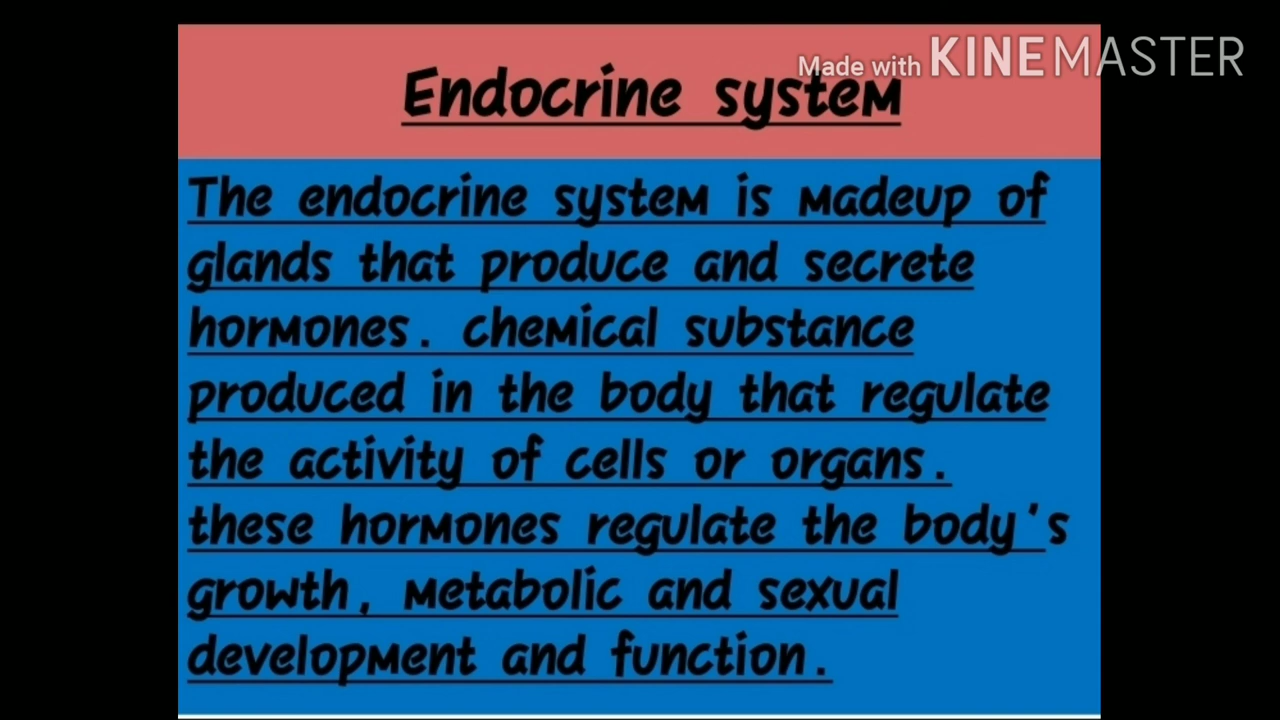 Made with KINEMASTER
Endocrine system
The endocrine system is madeup of
glands that produce and secrete
hormones. chemical substance
produced in the body that regulate
the activity of cells or organs.
these hormones regulate the body's
growth, metabolic and sexual
development and function.